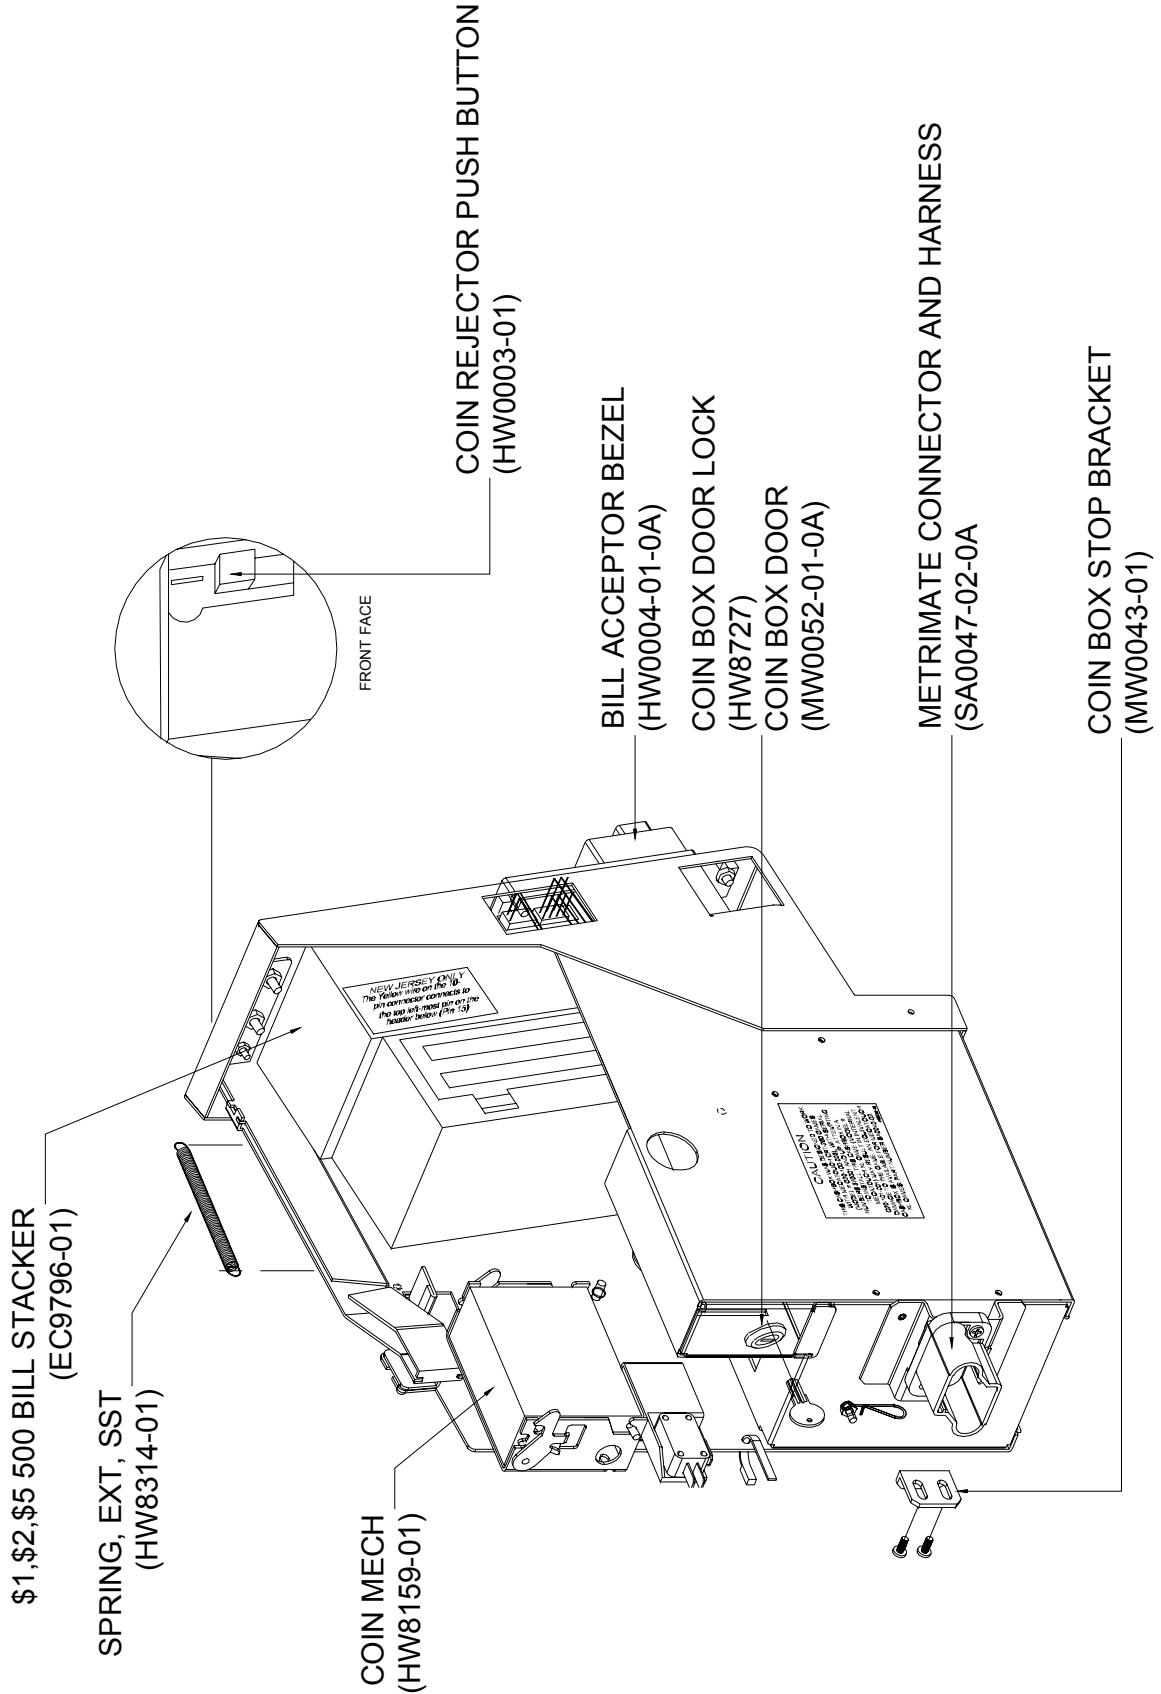 $1,$2,$5 500 BILL STACKER
(EC9796-01)
SPRING, EXT, SST
(HW8314-01)
COIN MECH
(HW8159-01)
FRONT FACE
COIN REJECTOR PUSH BUTTON
(HW0003-01)
BILL ACCEPTOR BEZEL
(HW0004-01-0A)
COIN BOX DOOR LOCK
(HW8727)
COIN BOX DOOR
(MW0052-01-0A)
METRIMATE CONNECTOR AND HARNESS
(SA0047-02-0A
COIN BOX STOP BRACKET
(MW0043-01)
NEW JERSEY ONLY
The Yellow wire on the 10-
pin connector connects to
the top left-most pin on the
header below (Pin 15)
CAUTION